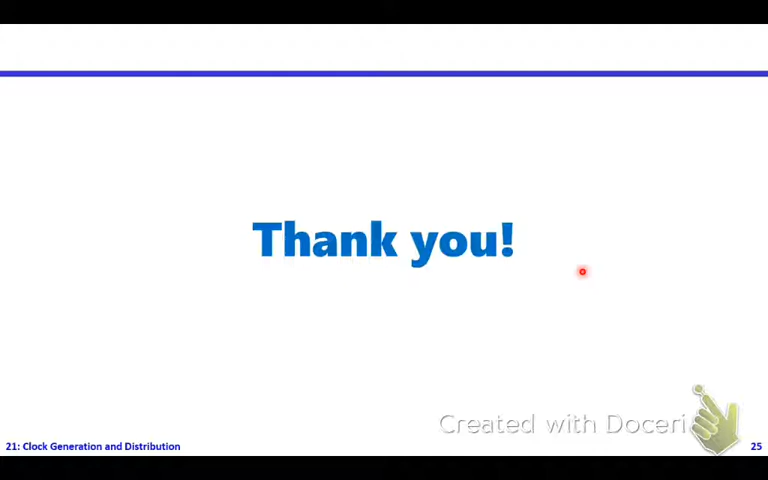 Thank you!
Created with Doceri
21: Clock Generation and Distribution
25